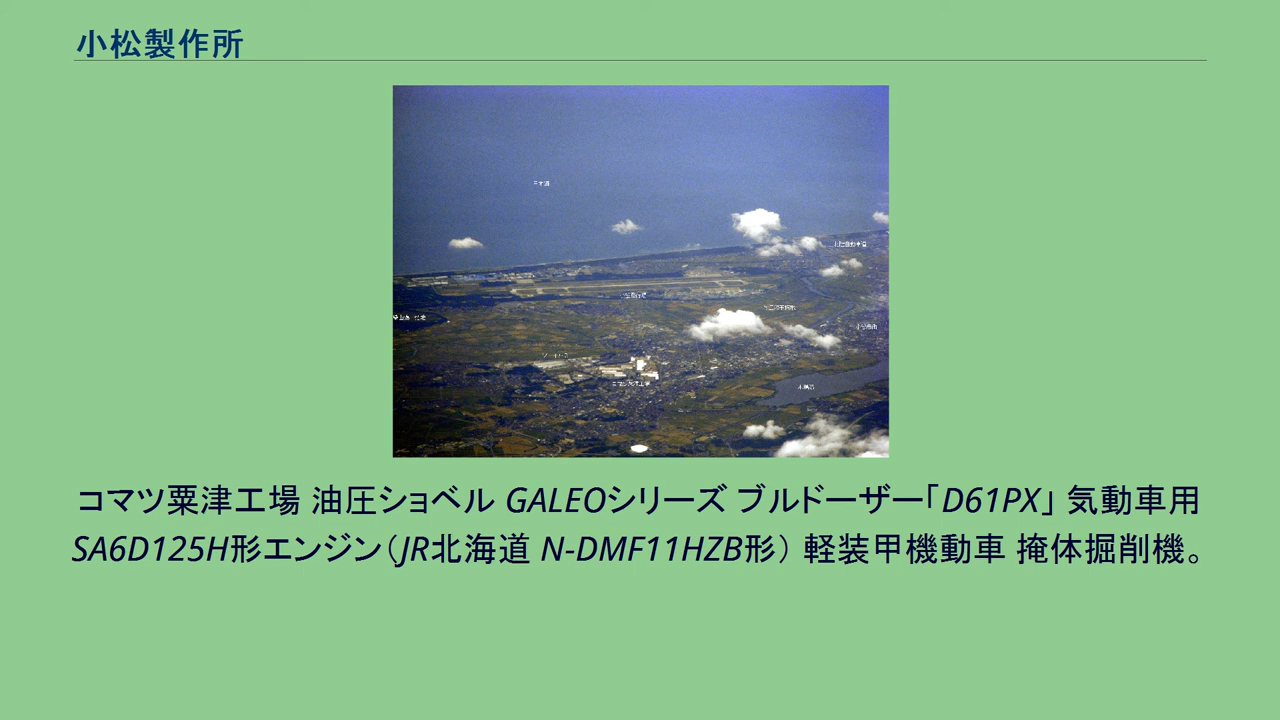 小松製作所
コマツ粟津工場 油圧ショベル GALEOシリーズ ブルドーザー「D61PX」 気動車用
SA6D125H形エンジン（JR北海道 N-DMF11HZB形） 軽装甲機動車 掩体掘削機。